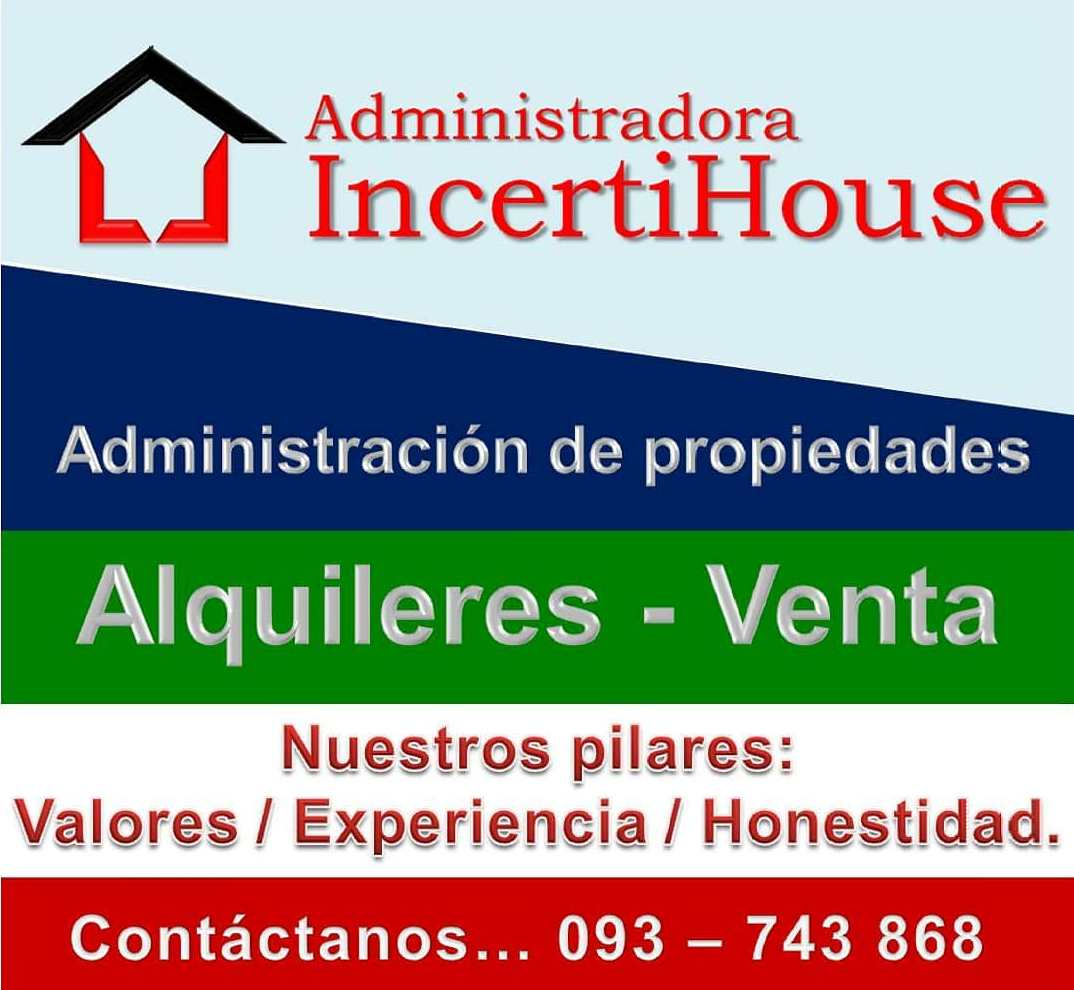 Administradora
IncertiHouse
Administración de propiedades
Alquileres - Venta
Nuestros pilares:
Valores / Experiencia / Honestidad.
Contáctanos... 093 – 743 868